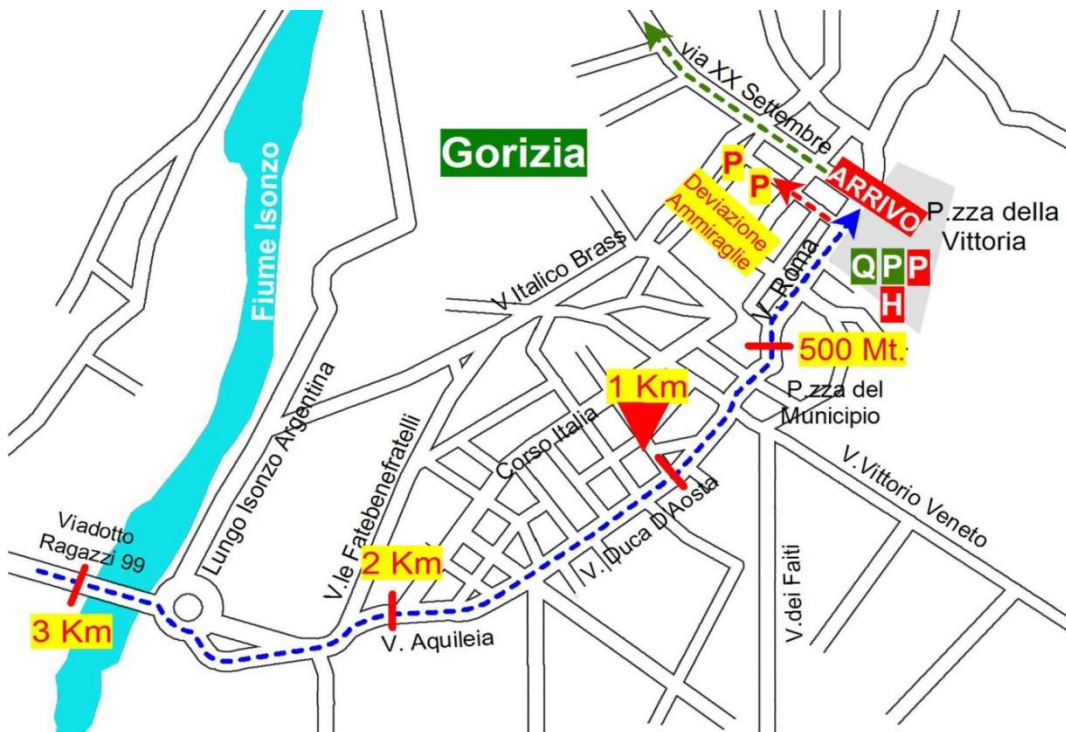 via XX Settembre
Gorizia
Fiume Isonzo
P
P
ARRIVO
Deviazione
Ammiraglie
P.zza della
Vittoria
V.Italico Brass
V. Roma
Q P P
H
500 Mt.
1 Km
P.zza del
Municipio
Lungo Isonzo Argentina
V.le Fatebenefratelli
Corso Italia
V.Vittorio Veneto
Viadotto
Ragazzi 99
2 Km
V. Duca D'Aosta
V.dei Faiti
3 Km
V. Aquileia